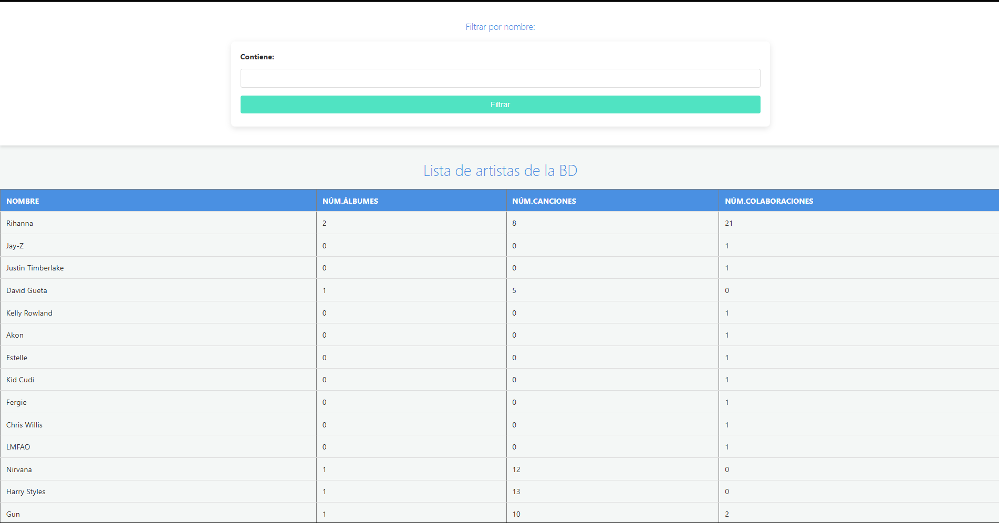 Filtrar por nombre:
Contiene:
Filtrar
Lista de artistas de la BD
NOMBRE NÚM.ÁLBUMES NÚM.CANCIONES NÚM.COLABORACIONES
Rihanna 2 8 21
Jay-Z 0 0 1
Justin Timberlake 0 0 1
David Gueta 1 5 0
Kelly Rowland 0 0 1
Akon 0 0 1
Estelle 0 0 1
Kid Cudi 0 0 1
Fergie 0 0 1
Chris Willis 0 0 1
LMFAO 0 0 1
Nirvana 1 12 0
Harry Styles 1 13 0
Gun 1 10 2